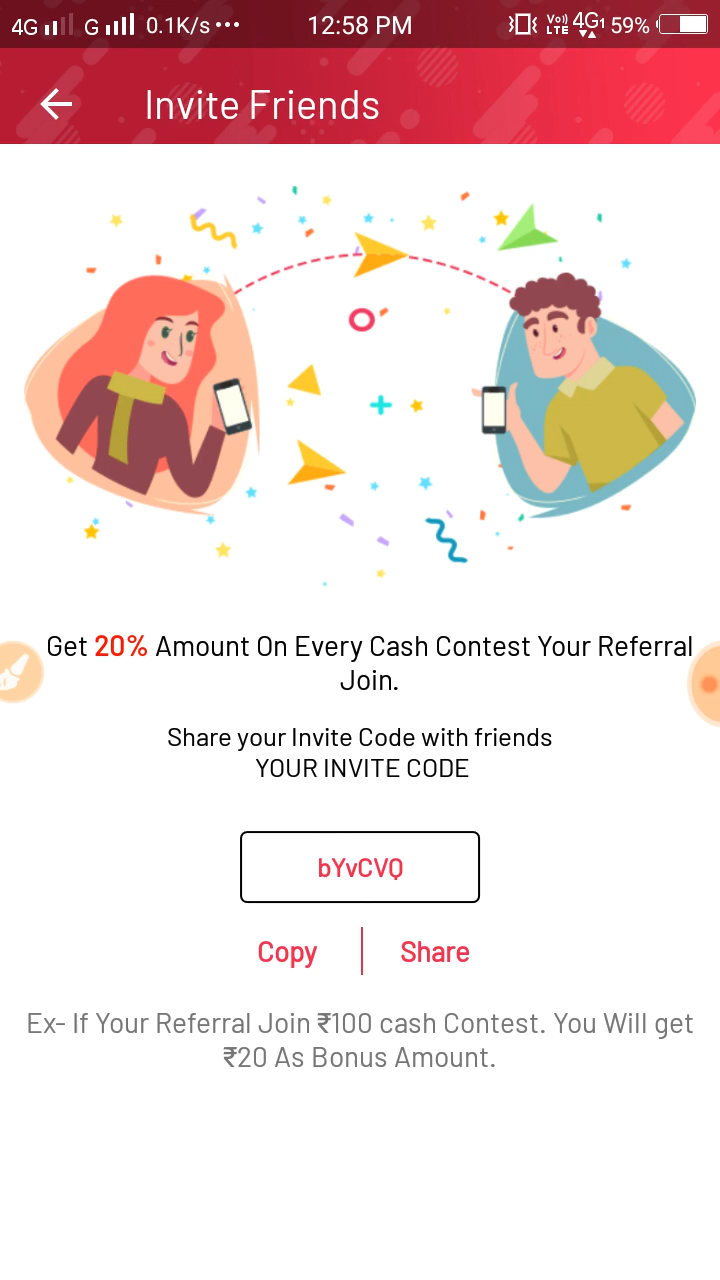 4G G 0.1K/s ... 12:58 PM Vo)) LTE 4G1 59%
Invite Friends
Get 20% Amount On Every Cash Contest Your Referral
Join.
Share your Invite Code with friends
YOUR INVITE CODE
bYvCVQ
Copy Share
Ex- If Your Referral Join ₹100 cash Contest. You Will get
₹20 As Bonus Amount.